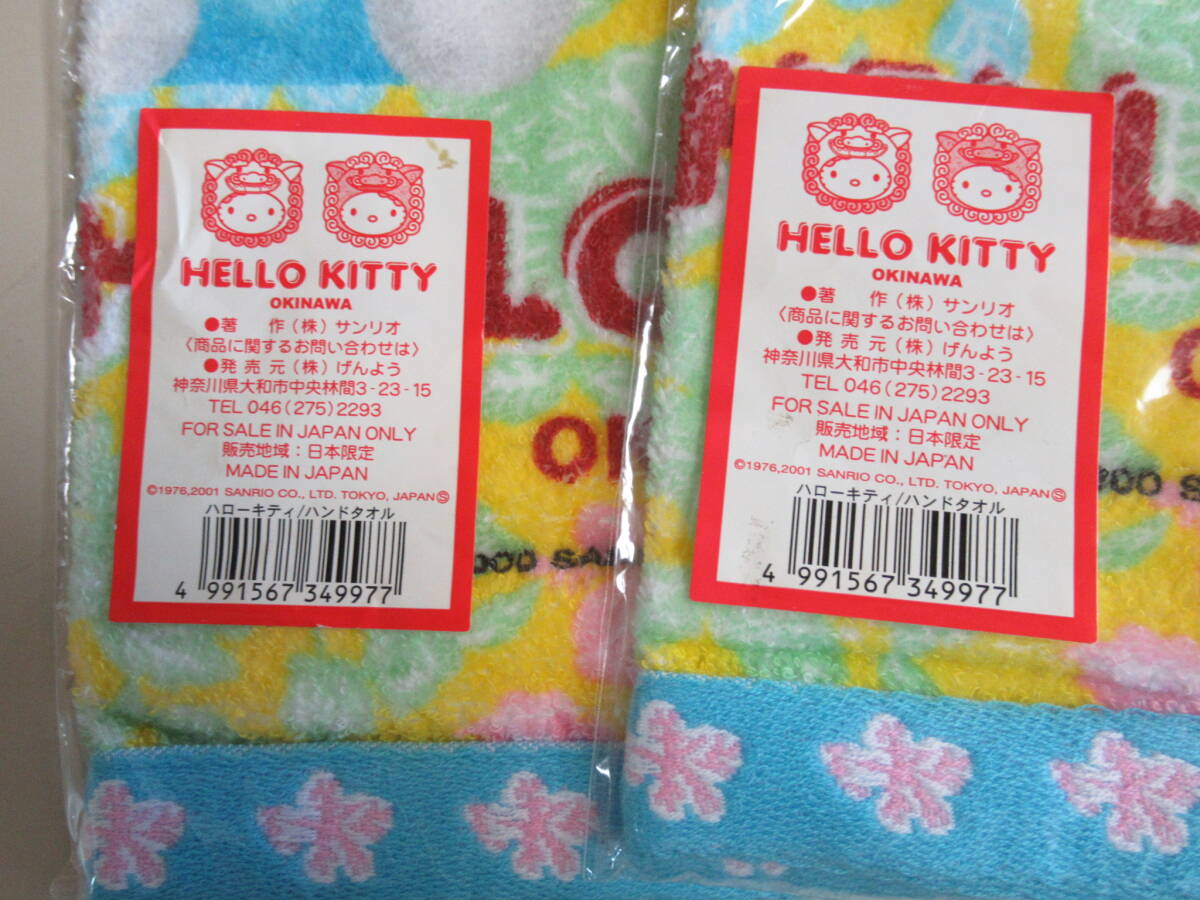 HELLO KITTY
OKINAWA
●著　作（株）サンリオ
〈商品に関するお問い合わせは〉
●発売元（株）げんよう
神奈川県大和市中央林間3-23-15
TEL 046(275)2293
FOR SALE IN JAPAN ONLY
販売地域：日本限定
MADE IN JAPAN
©1976,2001 SANRIO CO., LTD. TOKYO, JAPANⓈ
ハローキティ/ハンドタオル
4 991567 349977
HELLO KITTY
OKINAWA
●著　作（株）サンリオ
〈商品に関するお問い合わせは〉
●発売元（株）げんよう
神奈川県大和市中央林間3-23-15
TEL 046(275)2293
FOR SALE IN JAPAN ONLY
販売地域：日本限定
MADE IN JAPAN
©1976,2001 SANRIO CO., LTD. TOKYO, JAPANⓈ
ハローキティ/ハンドタオル
4 991567 349977